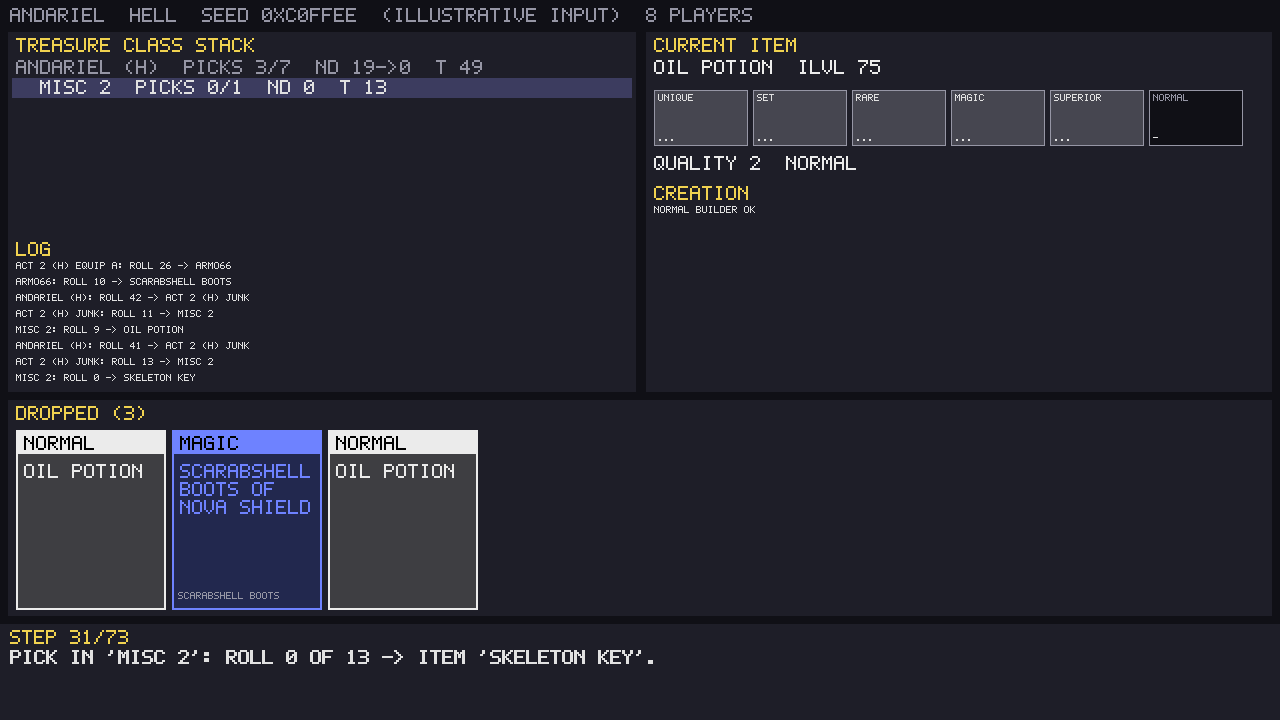 ANDARIEL HELL SEED 0XC0FFEE (ILLUSTRATIVE INPUT) 8 PLAYERS
TREASURE CLASS STACK
ANDARIEL (H) PICKS 3/7 ND 19->0 T 49
MISC 2 PICKS 0/1 ND 0 T 13
LOG
ACT 2 (H) EQUIP A: ROLL 26 -> ARMO66
ARMO66: ROLL 10 -> SCARABSHELL BOOTS
ANDARIEL (H): ROLL 42 -> ACT 2 (H) JUNK
ACT 2 (H) JUNK: ROLL 11 -> MISC 2
MISC 2: ROLL 9 -> OIL POTION
ANDARIEL (H): ROLL 41 -> ACT 2 (H) JUNK
ACT 2 (H) JUNK: ROLL 13 -> MISC 2
MISC 2: ROLL 0 -> SKELETON KEY
CURRENT ITEM
OIL POTION ILVL 75
UNIQUE SET RARE MAGIC SUPERIOR NORMAL
... ... ... ... ... _
QUALITY 2 NORMAL
CREATION
NORMAL BUILDER OK
DROPPED (3)
NORMAL
OIL POTION
MAGIC
SCARABSHELL
BOOTS OF
NOVA SHIELD
SCARABSHELL BOOTS
NORMAL
OIL POTION
STEP 31/73
PICK IN 'MISC 2': ROLL 0 OF 13 -> ITEM 'SKELETON KEY'.